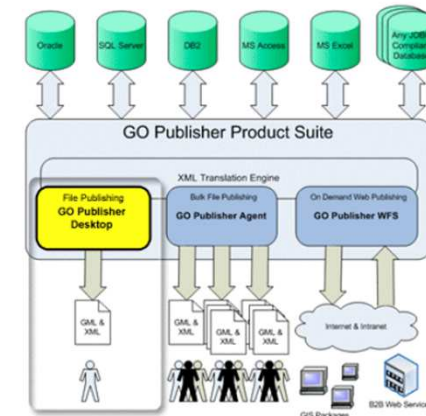 Oracle
SQL Server
DB2
MS Access
MS Excel
Any JDBC
Compliant
Database
GO Publisher Product Suite
XML Translation Engine
File Publishing
GO Publisher
Desktop
Bulk File Publishing
GO Publisher Agent
On Demand Web Publishing
GO Publisher WFS
GML &
XML
GML &
XML
GML &
XML
GML &
XML
Internet & Intranet
GIS Packages
B2B Web Service